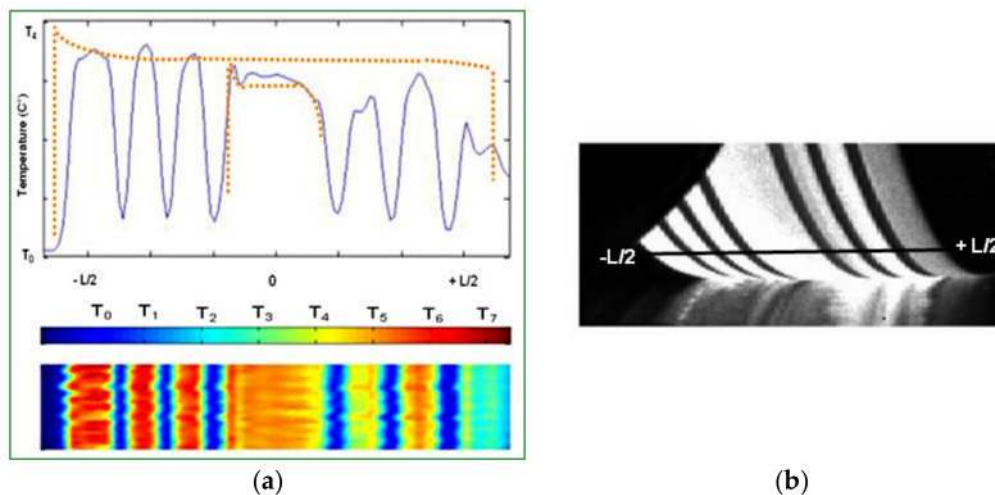 T₄
Temperature (C°)
T₀
- L/2 0 + L/2
T₀ T₁ T₂ T₃ T₄ T₅ T₆ T₇
-L/2 + L/2
(a) (b)